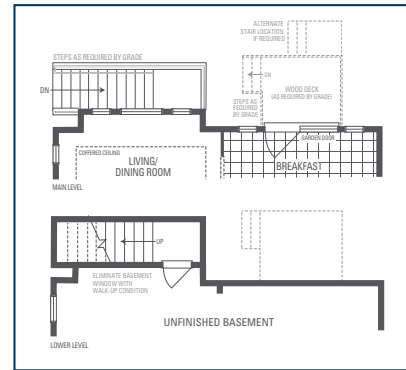 ALTERNATE
STAIR LOCATION
IF REQUIRED
STEPS AS REQUIRED BY GRADE
DN
DN
WOOD DECK
(AS REQUIRED BY GRADE)
STEPS AS
REQUIRED
BY GRADE
GARDEN DOOR
COFFERED CEILING
LIVING/
DINING ROOM
BREAKFAST
MAIN LEVEL
UP
ELIMINATE BASEMENT
WINDOW WITH
WALK-UP CONDITION
UNFINISHED BASEMENT
LOWER LEVEL